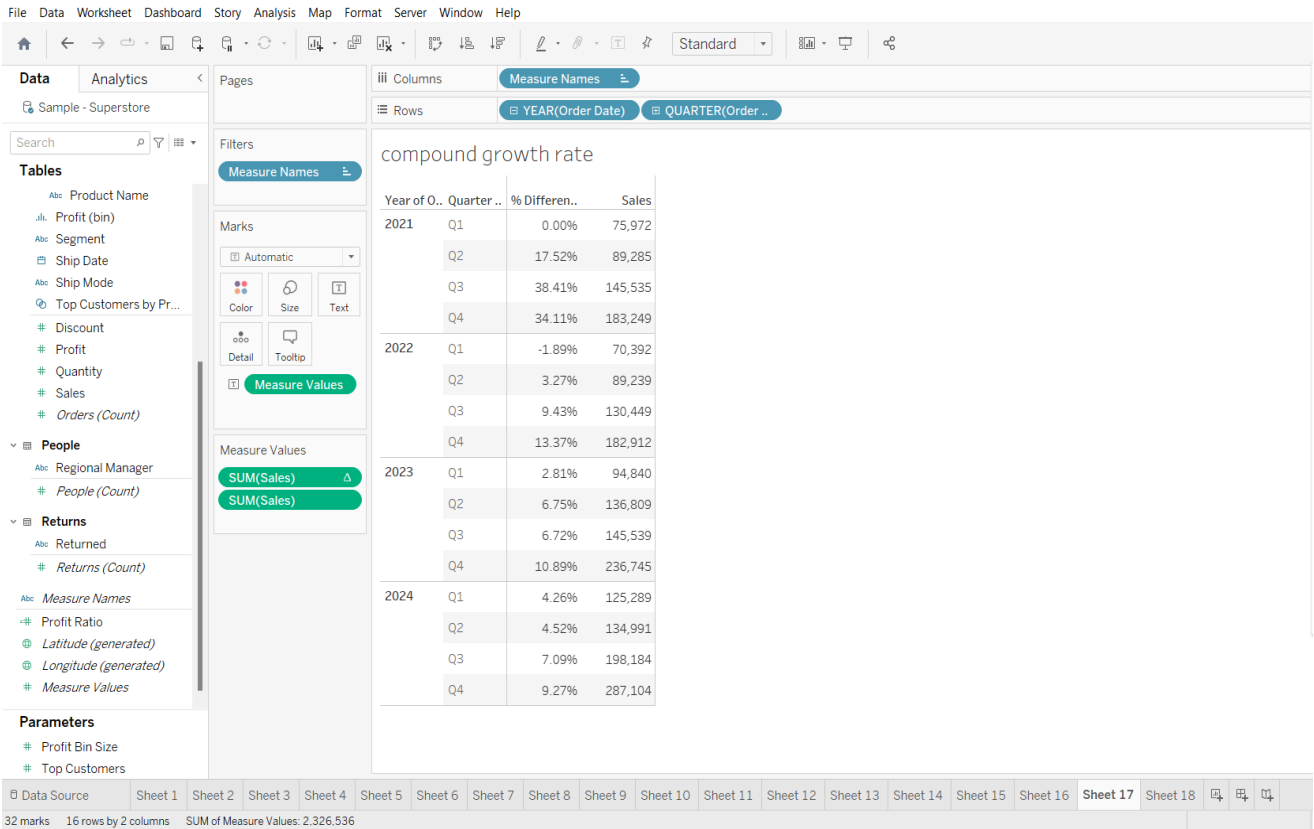 File Data Worksheet Dashboard Story Analysis Map Format Server Window Help
Standard
Data Analytics
Sample - Superstore
Search
Tables
Abc Product Name
Profit (bin)
Abc Segment
Ship Date
Abc Ship Mode
Top Customers by Pr...
# Discount
# Profit
# Quantity
# Sales
# Orders (Count)
People
Abc Regional Manager
# People (Count)
Returns
Abc Returned
# Returns (Count)
Abc Measure Names
=# Profit Ratio
Latitude (generated)
Longitude (generated)
# Measure Values
Parameters
# Profit Bin Size
# Top Customers
Pages
Filters
Measure Names
Marks
T Automatic
Color Size T Text
Detail Tooltip
T Measure Values
Measure Values
SUM(Sales) Δ
SUM(Sales)
iii Columns Measure Names
Rows YEAR(Order Date) QUARTER(Order ..
compound growth rate
Year of O.. Quarter .. % Differen.. Sales
2021 Q1 0.00% 75,972
Q2 17.52% 89,285
Q3 38.41% 145,535
Q4 34.11% 183,249
2022 Q1 -1.89% 70,392
Q2 3.27% 89,239
Q3 9.43% 130,449
Q4 13.37% 182,912
2023 Q1 2.81% 94,840
Q2 6.75% 136,809
Q3 6.72% 145,539
Q4 10.89% 236,745
2024 Q1 4.26% 125,289
Q2 4.52% 134,991
Q3 7.09% 198,184
Q4 9.27% 287,104
Data Source Sheet 1 Sheet 2 Sheet 3 Sheet 4 Sheet 5 Sheet 6 Sheet 7 Sheet 8 Sheet 9 Sheet 10 Sheet 11 Sheet 12 Sheet 13 Sheet 14 Sheet 15 Sheet 16 Sheet 17 Sheet 18
32 marks 16 rows by 2 columns SUM of Measure Values: 2,326,536